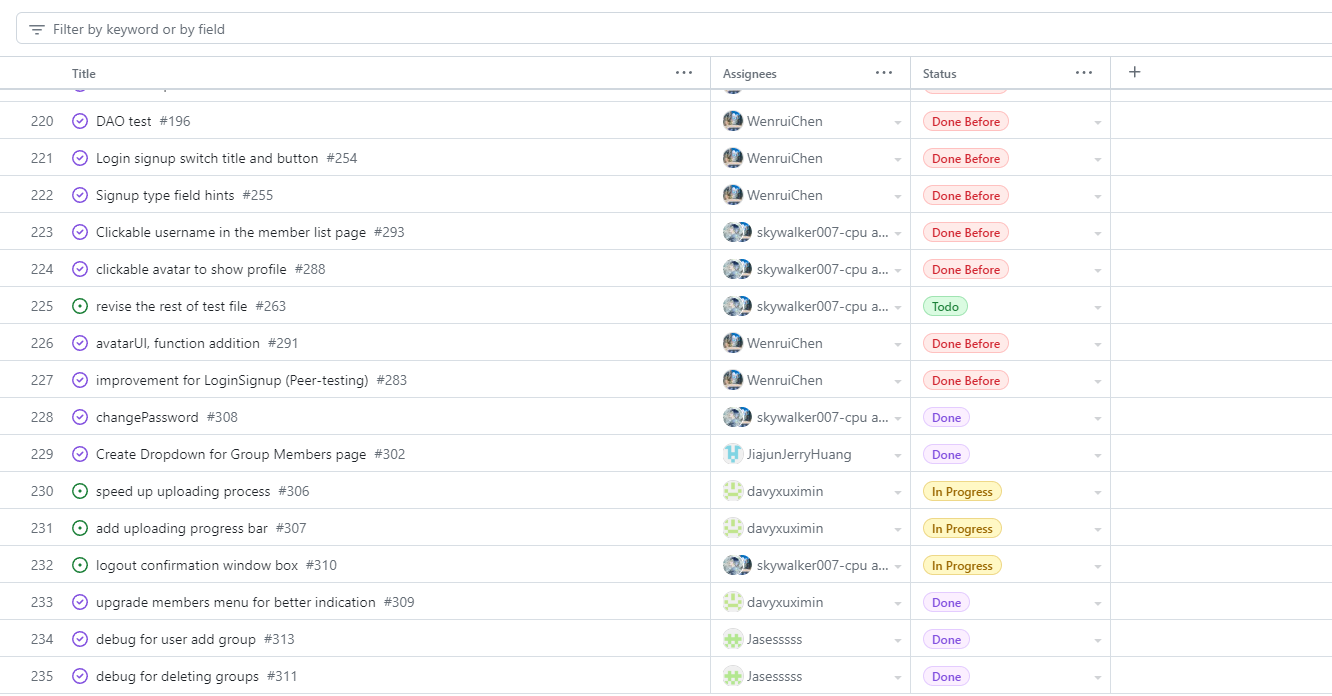 Filter by keyword or by field
Title ... Assignees ... Status ... +
220 DAO test #196 WenruiChen Done Before
221 Login signup switch title and button #254 WenruiChen Done Before
222 Signup type field hints #255 WenruiChen Done Before
223 Clickable username in the member list page #293 skywalker007-cpu a... Done Before
224 clickable avatar to show profile #288 skywalker007-cpu a... Done Before
225 revise the rest of test file #263 skywalker007-cpu a... Todo
226 avatarUI, function addition #291 WenruiChen Done Before
227 improvement for LoginSignup (Peer-testing) #283 WenruiChen Done Before
228 changePassword #308 skywalker007-cpu a... Done
229 Create Dropdown for Group Members page #302 JiajunJerryHuang Done
230 speed up uploading process #306 davyxuximin In Progress
231 add uploading progress bar #307 davyxuximin In Progress
232 logout confirmation window box #310 skywalker007-cpu a... In Progress
233 upgrade members menu for better indication #309 davyxuximin Done
234 debug for user add group #313 Jasesssss Done
235 debug for deleting groups #311 Jasesssss Done